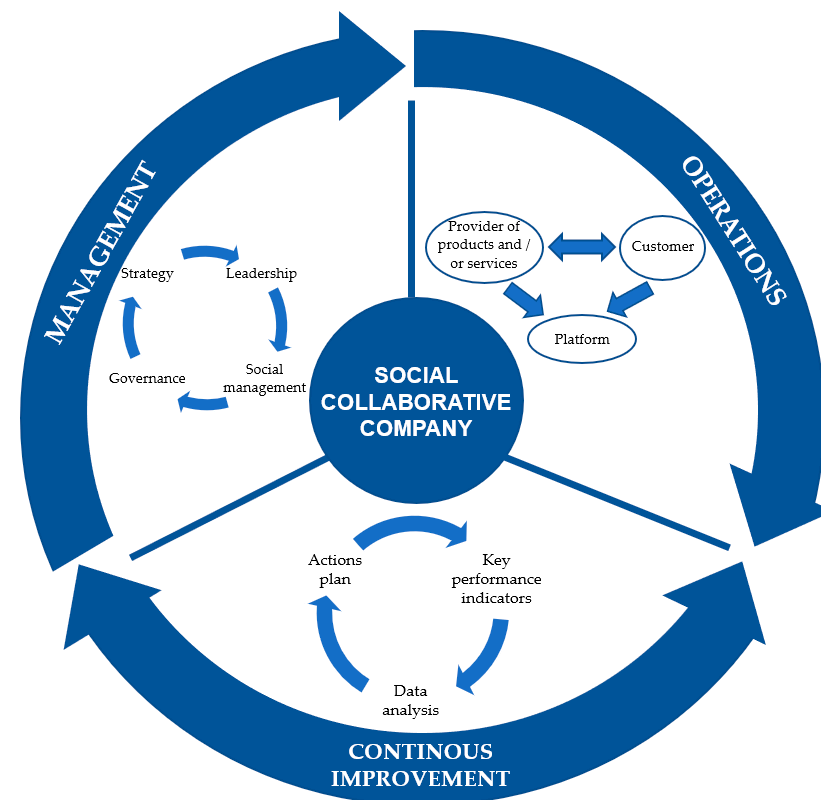 MANAGEMENT
OPERATIONS
Strategy
Leadership
Governance
Social
management
Provider of
products and /
or services
Customer
Platform
SOCIAL
COLLABORATIVE
COMPANY
Actions
plan
Key
performance
indicators
Data
analysis
CONTINOUS
IMPROVEMENT